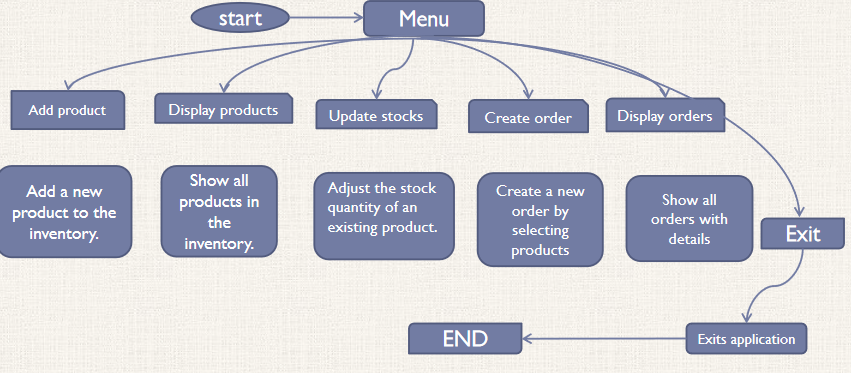 start
Menu
Add product
Display products
Update stocks
Create order
Display orders
Add a new
product to the
inventory.
Show all
products in
the
inventory.
Adjust the stock
quantity of an
existing product.
Create a new
order by
selecting
products
Show all
orders with
details
Exit
END
Exits application